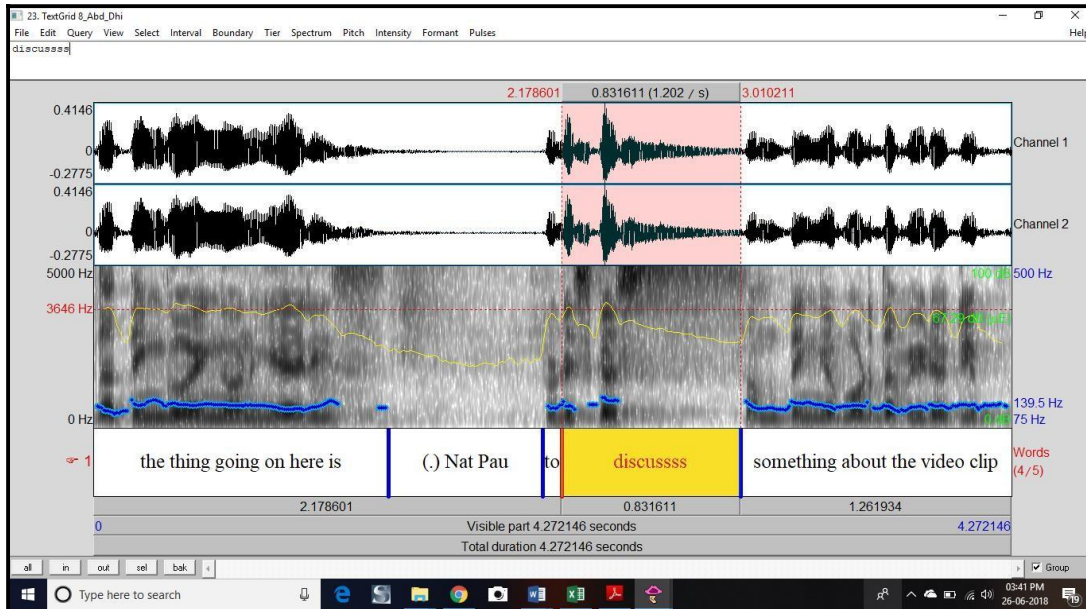 23. TextGrid 8_Abd_Dhi
File Edit Query View Select Interval Boundary Tier Spectrum Pitch Intensity Formant Pulses Help
discussss
2.178601 0.831611 (1.202 / s) 3.010211
0.4146
0
-0.2775
Channel 1
0.4146
0
-0.2775
Channel 2
5000 Hz 100 dB 500 Hz
3646 Hz
139.5 Hz
0 Hz 75 Hz
1 the thing going on here is (.) Nat Pau to discussss something about the video clip Words
(4/5)
2.178601 0.831611 1.261934
0 Visible part 4.272146 seconds 4.272146
Total duration 4.272146 seconds
all in out sel bak Group
Type here to search
03:41 PM
26-06-2018